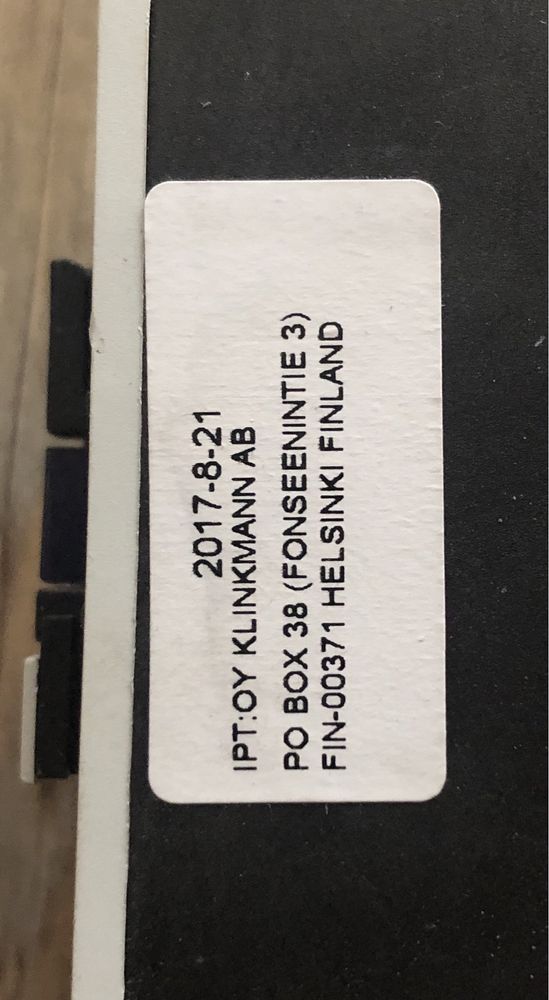 2017-8-21
IPT:OY KLINKMANN AB
PO BOX 38 (FONSEENINTIE 3)
FIN-00371 HELSINKI FINLAND